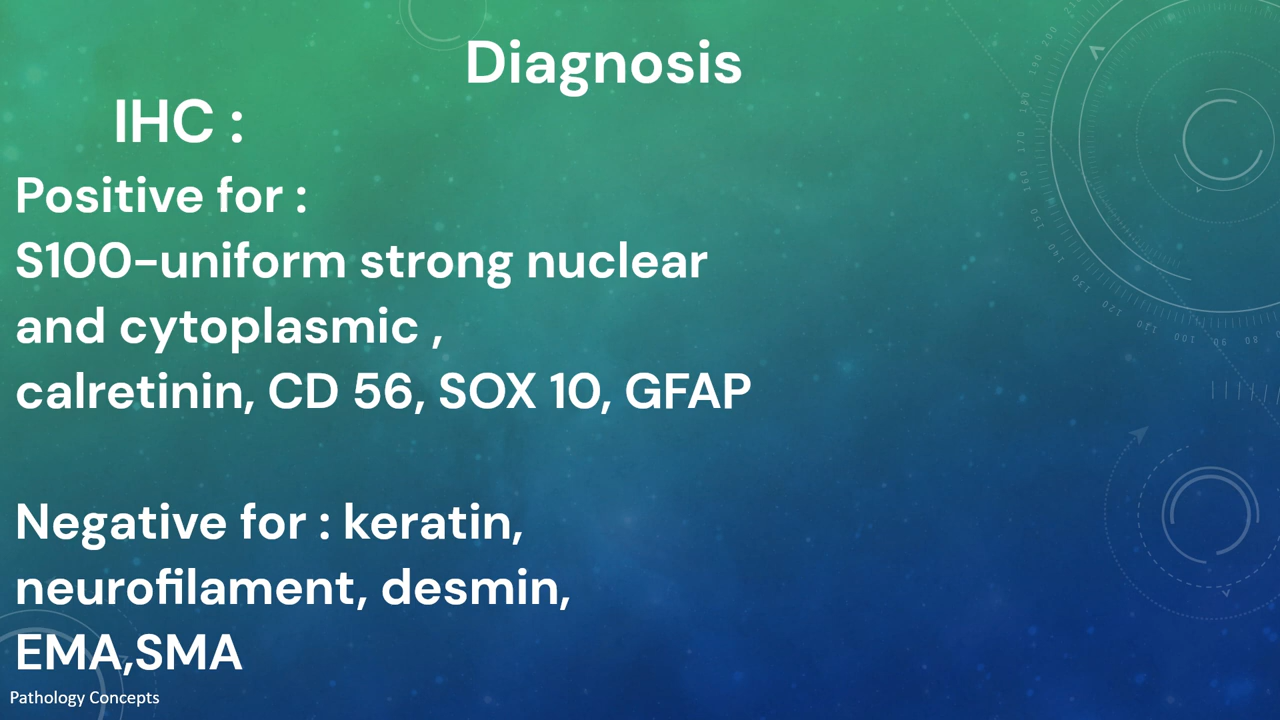 Diagnosis
IHC :
Positive for :
S100-uniform strong nuclear
and cytoplasmic ,
calretinin, CD 56, SOX 10, GFAP
Negative for : keratin,
neurofilament, desmin,
EMA,SMA
Pathology Concepts